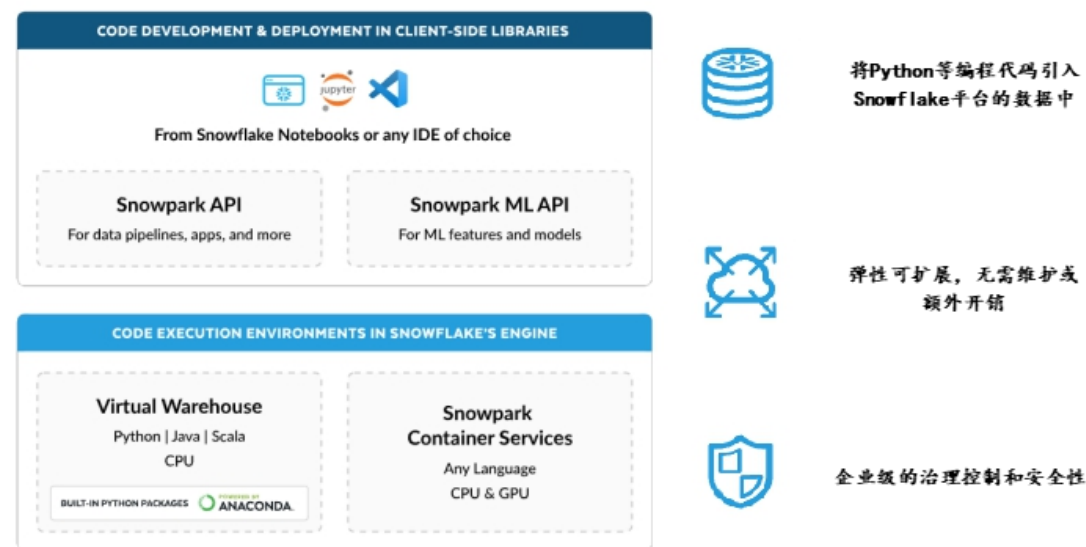 CODE DEVELOPMENT & DEPLOYMENT IN CLIENT-SIDE LIBRARIES
jupyter
From Snowflake Notebooks or any IDE of choice
Snowpark API
For data pipelines, apps, and more
Snowpark ML API
For ML features and models
CODE EXECUTION ENVIRONMENTS IN SNOWFLAKE'S ENGINE
Virtual Warehouse
Python | Java | Scala
CPU
BUILT-IN PYTHON PACKAGES
POWERED BY
ANACONDA.
Snowpark
Container Services
Any Language
CPU & GPU
将Python等编程代码引入
Snowflake平台的数据中
弹性可扩展，无需维护或
额外开销
企业级的治理控制和安全性